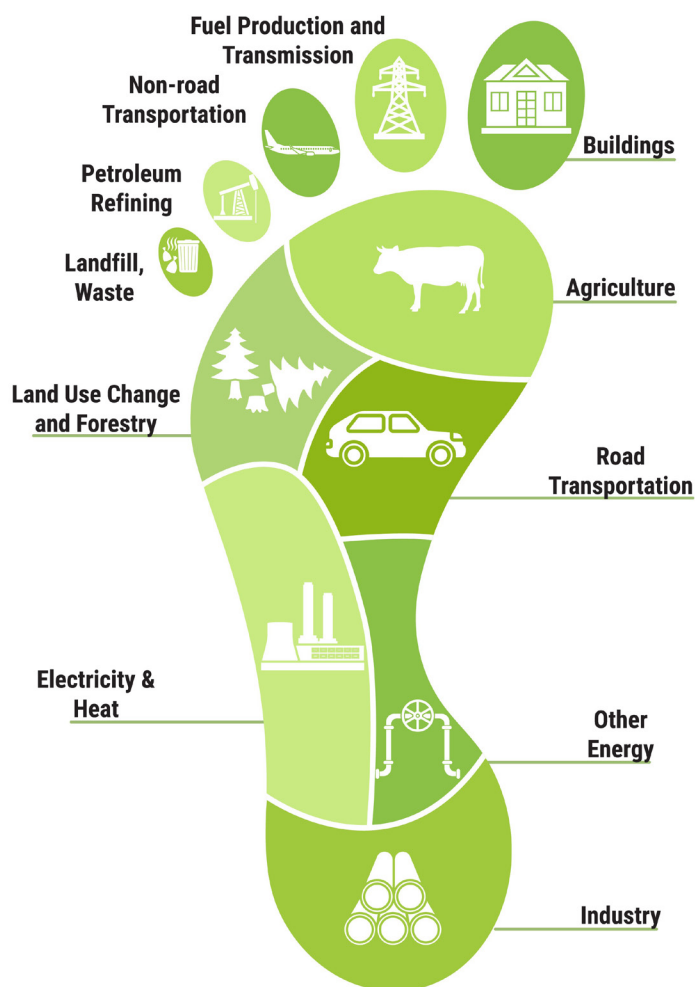 Fuel Production and
Transmission
Non-road
Transportation
Buildings
Petroleum
Refining
Landfill,
Waste
Agriculture
Land Use Change
and Forestry
Road
Transportation
Electricity &
Heat
Other
Energy
Industry